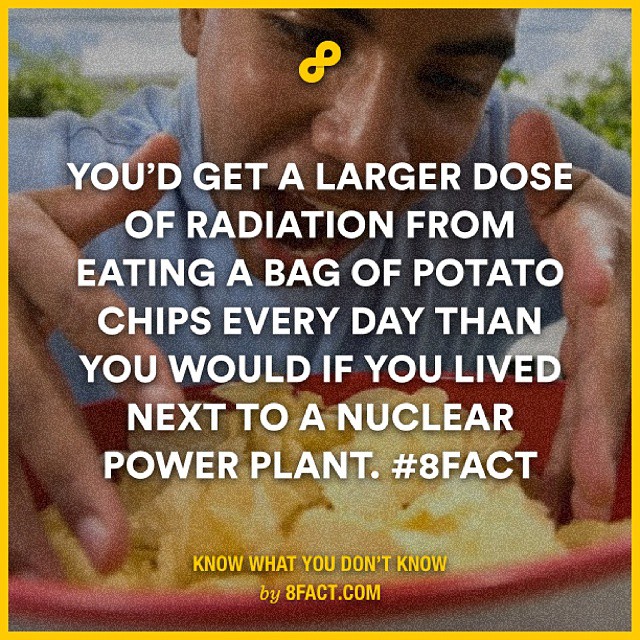 YOU'D GET A LARGER DOSE
OF RADIATION FROM
EATING A BAG OF POTATO
CHIPS EVERY DAY THAN
YOU WOULD IF YOU LIVED
NEXT TO A NUCLEAR
POWER PLANT. #8FACT
KNOW WHAT YOU DON'T KNOW
by 8FACT.COM